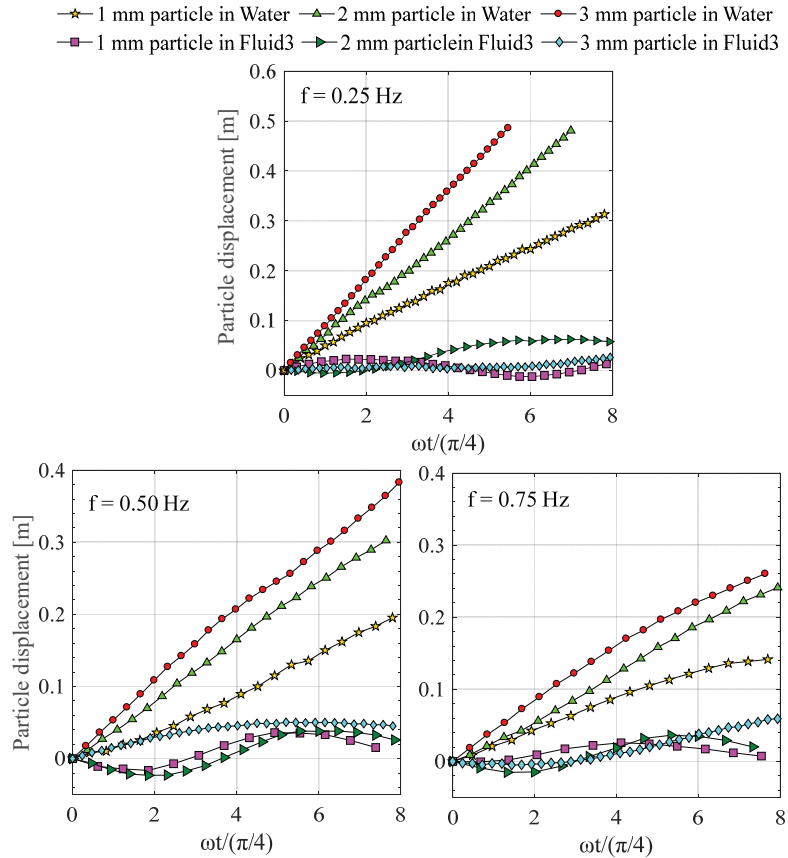 1 mm particle in Water 2 mm particle in Water 3 mm particle in Water
1 mm particle in Fluid3 2 mm particlein Fluid3 3 mm particle in Fluid3
f = 0.25 Hz
Particle displacement [m]
0.6
0.5
0.4
0.3
0.2
0.1
0
0 2 4 6 8
ωt/(π/4)
f = 0.50 Hz
Particle displacement [m]
0.4
0.3
0.2
0.1
0
0 2 4 6 8
ωt/(π/4)
f = 0.75 Hz
0.4
0.3
0.2
0.1
0
0 2 4 6 8
ωt/(π/4)